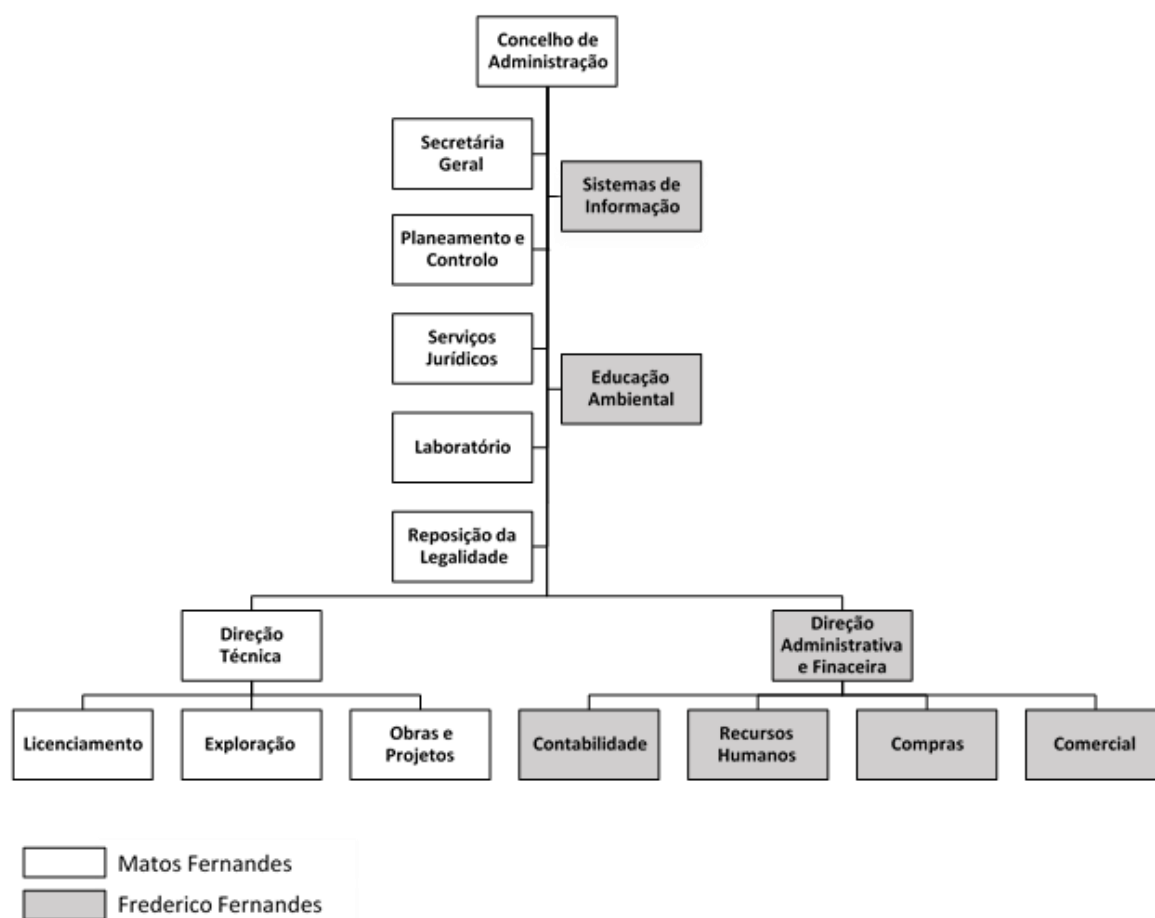 Concelho de
Administração
Secretária
Geral
Sistemas de
Informação
Planeamento e
Controlo
Serviços
Jurídicos
Educação
Ambiental
Laboratório
Reposição da
Legalidade
Direção
Técnica
Direção
Administrativa
e Finaceira
Licenciamento
Exploração
Obras e
Projetos
Contabilidade
Recursos
Humanos
Compras
Comercial
Matos Fernandes
Frederico Fernandes